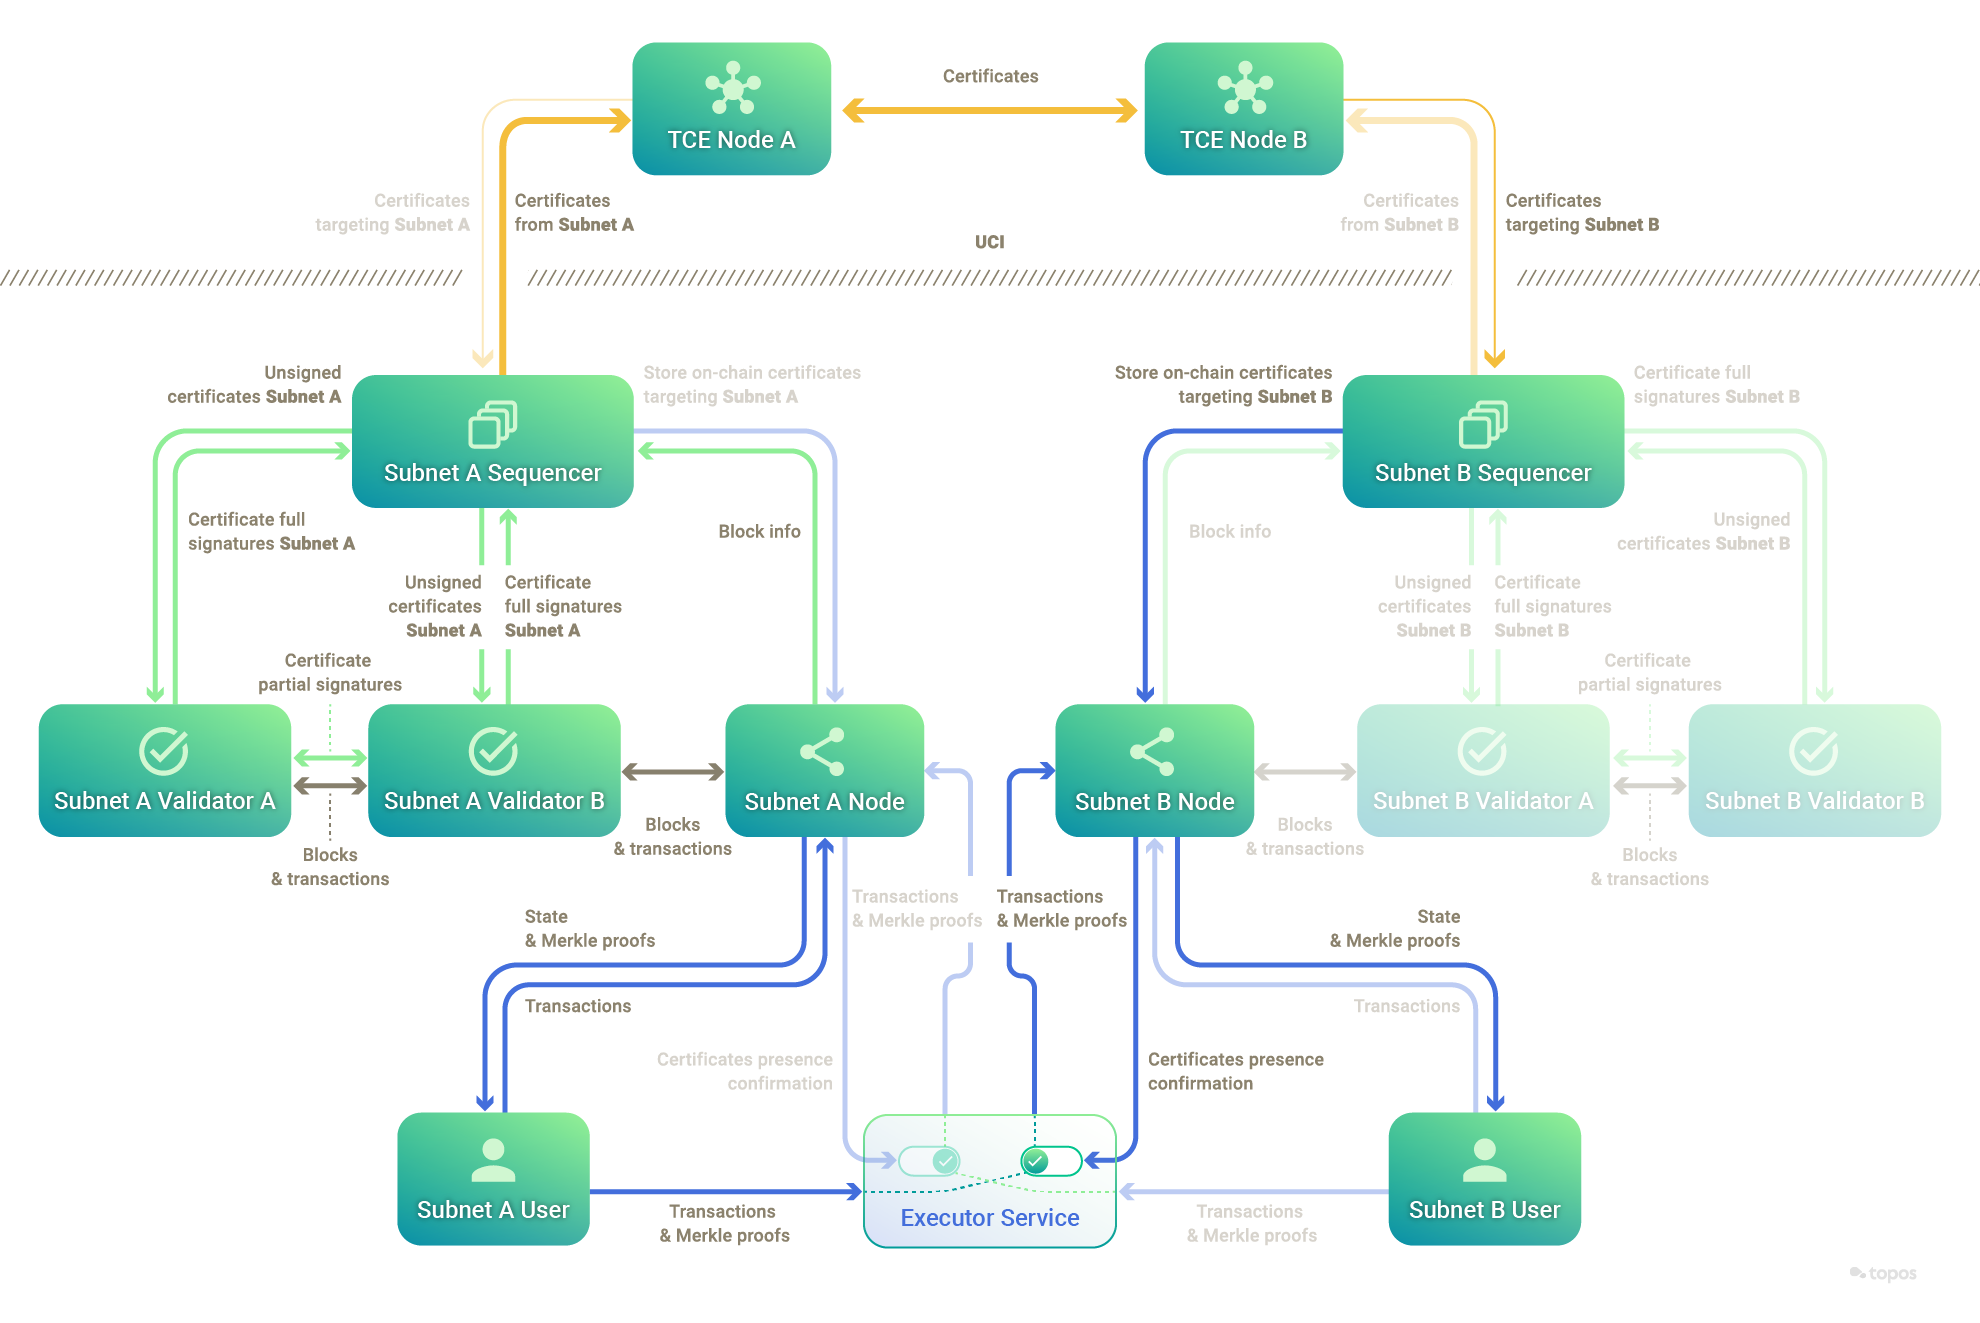 Certificates
TCE Node A
TCE Node B
Certificates
targeting Subnet A
Certificates
from Subnet A
Certificates
from Subnet B
Certificates
targeting Subnet B
UCI
Unsigned
certificates Subnet A
Store on-chain certificates
targeting Subnet A
Store on-chain certificates
targeting Subnet B
Certificate full
signatures Subnet B
Subnet A Sequencer
Subnet B Sequencer
Certificate full
signatures Subnet A
Block info
Block info
Unsigned
certificates Subnet B
Unsigned
certificates
Subnet A
Certificate
full signatures
Subnet A
Unsigned
certificates
Subnet B
Certificate
full signatures
Subnet B
Certificate
partial signatures
Certificate
partial signatures
Subnet A Validator A
Subnet A Validator B
Subnet A Node
Subnet B Node
Subnet B Validator A
Subnet B Validator B
Blocks
& transactions
Blocks
& transactions
Blocks
& transactions
Blocks
& transactions
Transactions
& Merkle proofs
Transactions
& Merkle proofs
State
& Merkle proofs
State
& Merkle proofs
Transactions
Transactions
Certificates presence
confirmation
Certificates presence
confirmation
Subnet A User
Executor Service
Subnet B User
Transactions
& Merkle proofs
Transactions
& Merkle proofs
topos